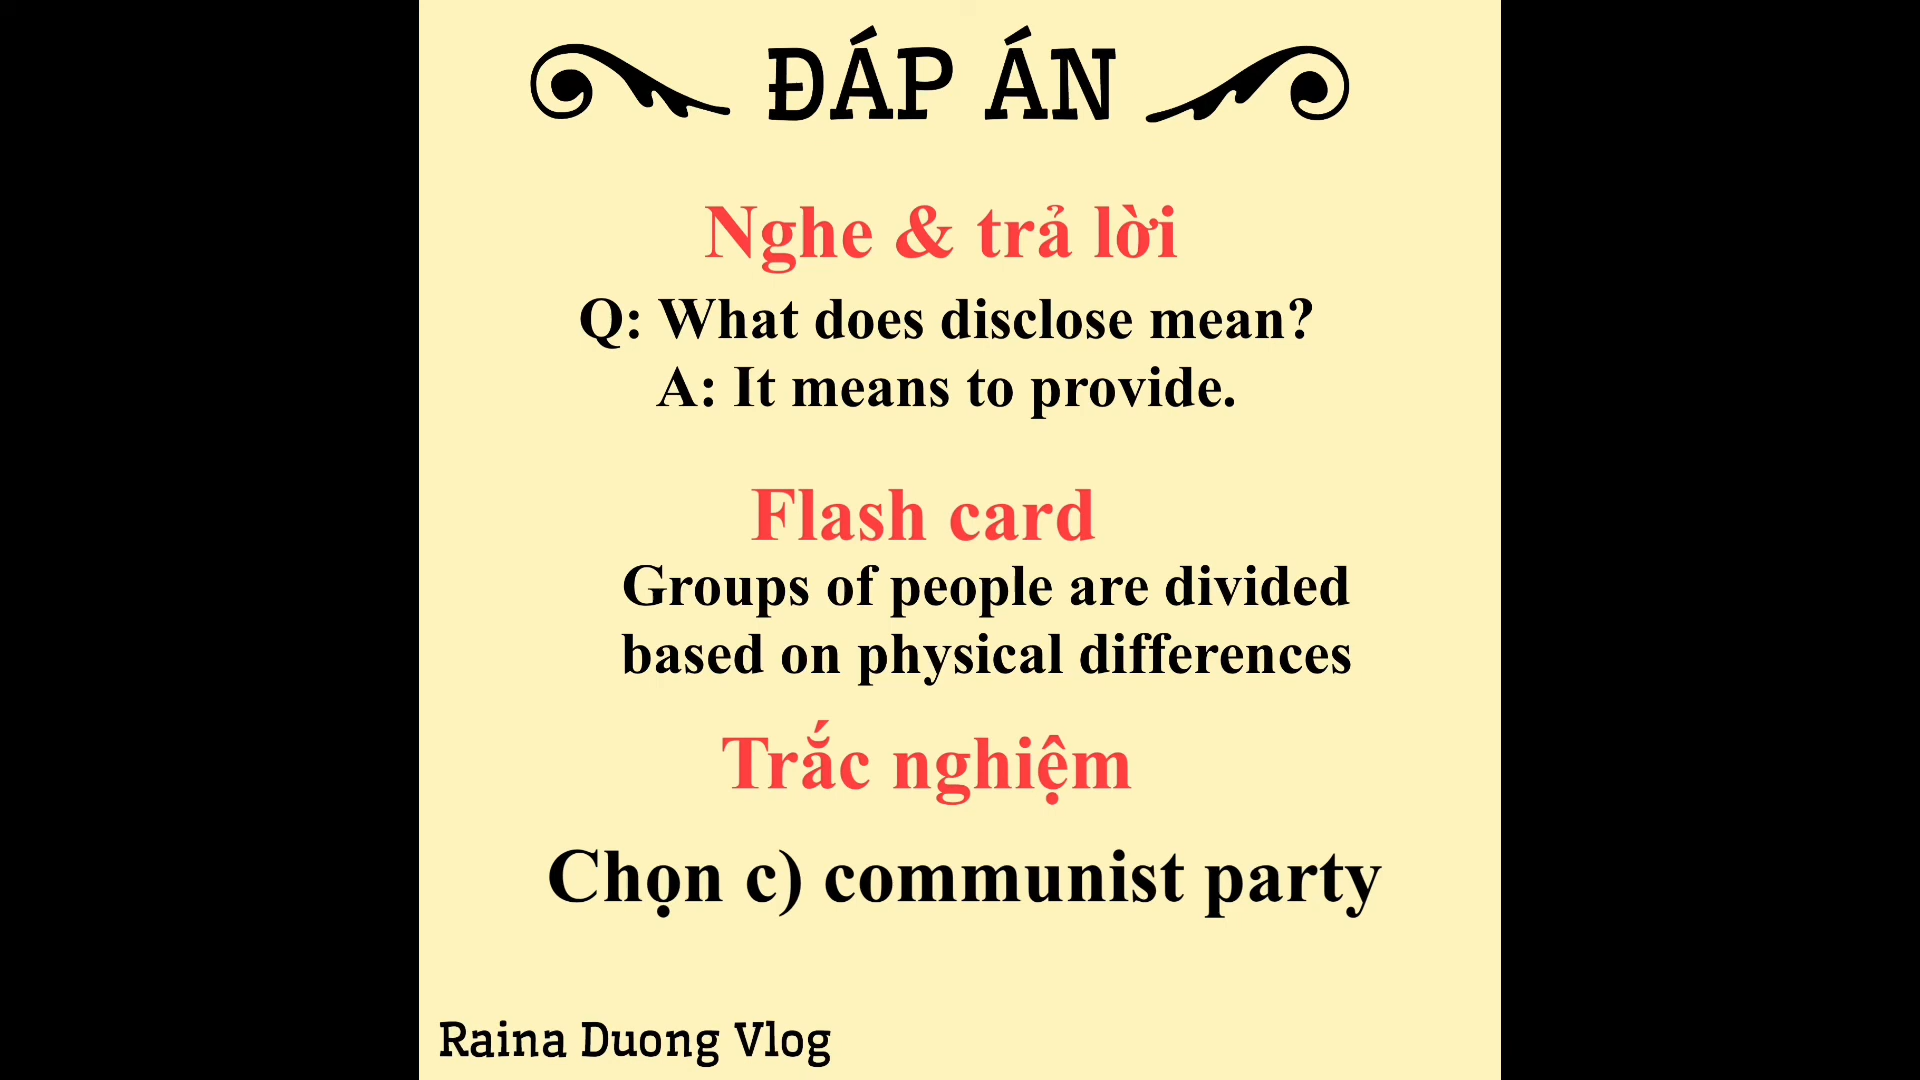 ĐÁP ÁN
Nghe & trả lời
Q: What does disclose mean?
A: It means to provide.
Flash card
Groups of people are divided
based on physical differences
Trắc nghiệm
Chọn c) communist party
Raina Duong Vlog